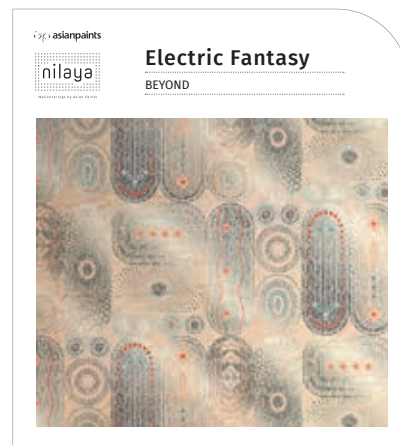 asianpaints
nilaya
Wallcoverings by Asian Paints
Electric Fantasy
BEYOND